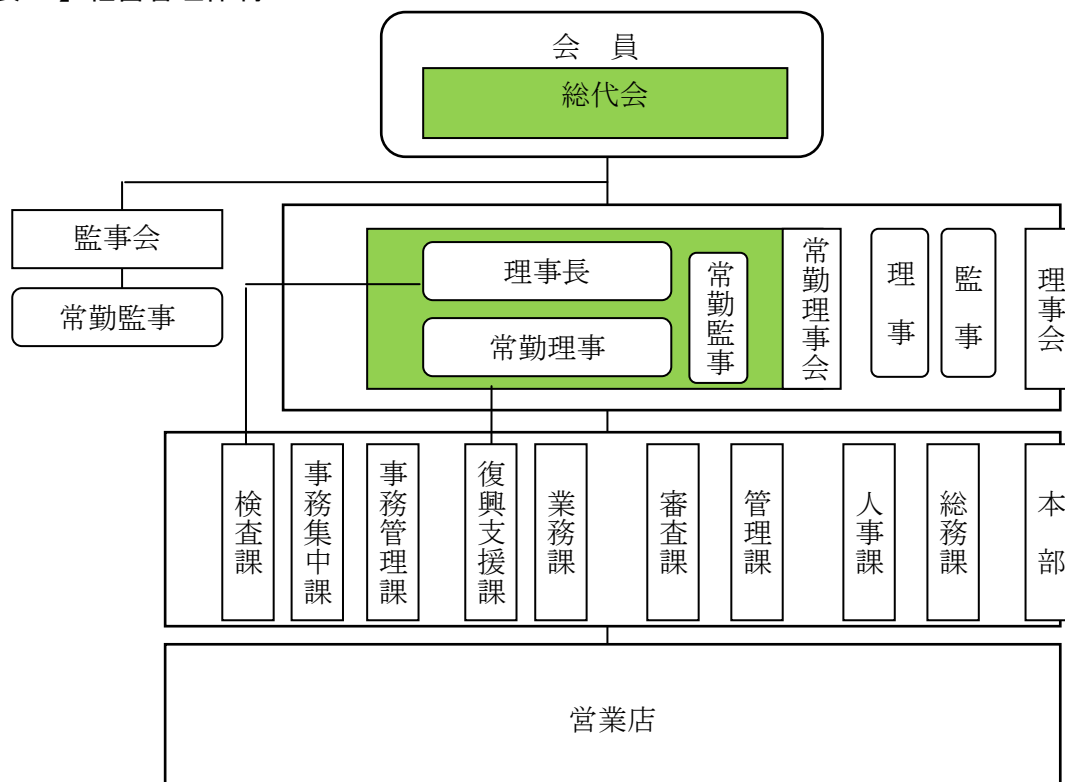 会 員
総代会
監事会
常勤監事
理事長
常勤理事
常勤監事
常勤理事会
理 事
監 事
理事会
検査課
事務集中課
事務管理課
復興支援課
業務課
審査課
管理課
人事課
総務課
本 部
営業店